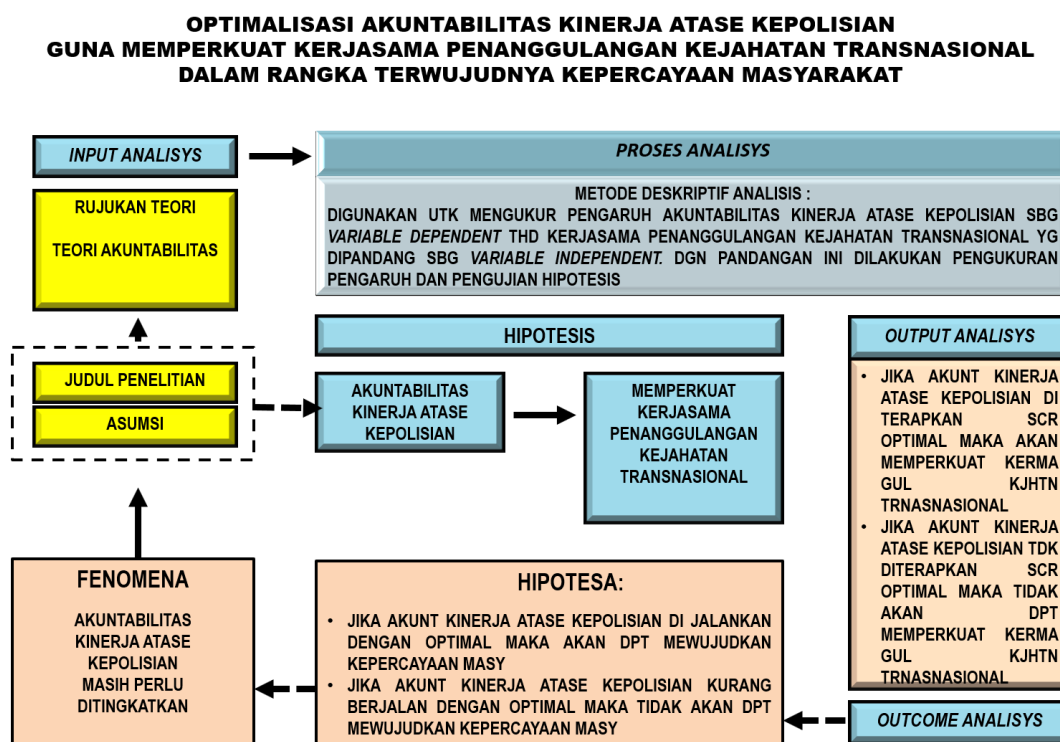 OPTIMALISASI AKUNTABILITAS KINERJA ATASE KEPOLISIAN
GUNA MEMPERKUAT KERJASAMA PENANGGULANGAN KEJAHATAN TRANSNASIONAL
DALAM RANGKA TERWUJUDNYA KEPERCAYAAN MASYARAKAT
INPUT ANALISYS
PROSES ANALISYS
RUJUKAN TEORI
TEORI AKUNTABILITAS
METODE DESKRIPTIF ANALISIS :
DIGUNAKAN UTK MENGUKUR PENGARUH AKUNTABILITAS KINERJA ATASE KEPOLISIAN SBG
VARIABLE DEPENDENT THD KERJASAMA PENANGGULANGAN KEJAHATAN TRANSNASIONAL YG
DIPANDANG SBG VARIABLE INDEPENDENT. DGN PANDANGAN INI DILAKUKAN PENGUKURAN
PENGARUH DAN PENGUJIAN HIPOTESIS
JUDUL PENELITIAN
ASUMSI
HIPOTESIS
AKUNTABILITAS
KINERJA ATASE
KEPOLISIAN
MEMPERKUAT
KERJASAMA
PENANGGULANGAN
KEJAHATAN
TRANSNASIONAL
OUTPUT ANALISYS
• JIKA AKUNT KINERJA
ATASE KEPOLISIAN DI
TERAPKAN SCR
OPTIMAL MAKA AKAN
MEMPERKUAT KERMA
GUL KJHTN
TRNASNASIONAL
• JIKA AKUNT KINERJA
ATASE KEPOLISIAN TDK
DITERAPKAN SCR
OPTIMAL MAKA TIDAK
AKAN DPT
MEMPERKUAT KERMA
GUL KJHTN
TRNASNASIONAL
FENOMENA
AKUNTABILITAS
KINERJA ATASE
KEPOLISIAN
MASIH PERLU
DITINGKATKAN
HIPOTESA:
• JIKA AKUNT KINERJA ATASE KEPOLISIAN DI JALANKAN
DENGAN OPTIMAL MAKA AKAN DPT MEWUJUDKAN
KEPERCAYAAN MASY
• JIKA AKUNT KINERJA ATASE KEPOLISIAN KURANG
BERJALAN DENGAN OPTIMAL MAKA TIDAK AKAN DPT
MEWUJUDKAN KEPERCAYAAN MASY
OUTCOME ANALISYS